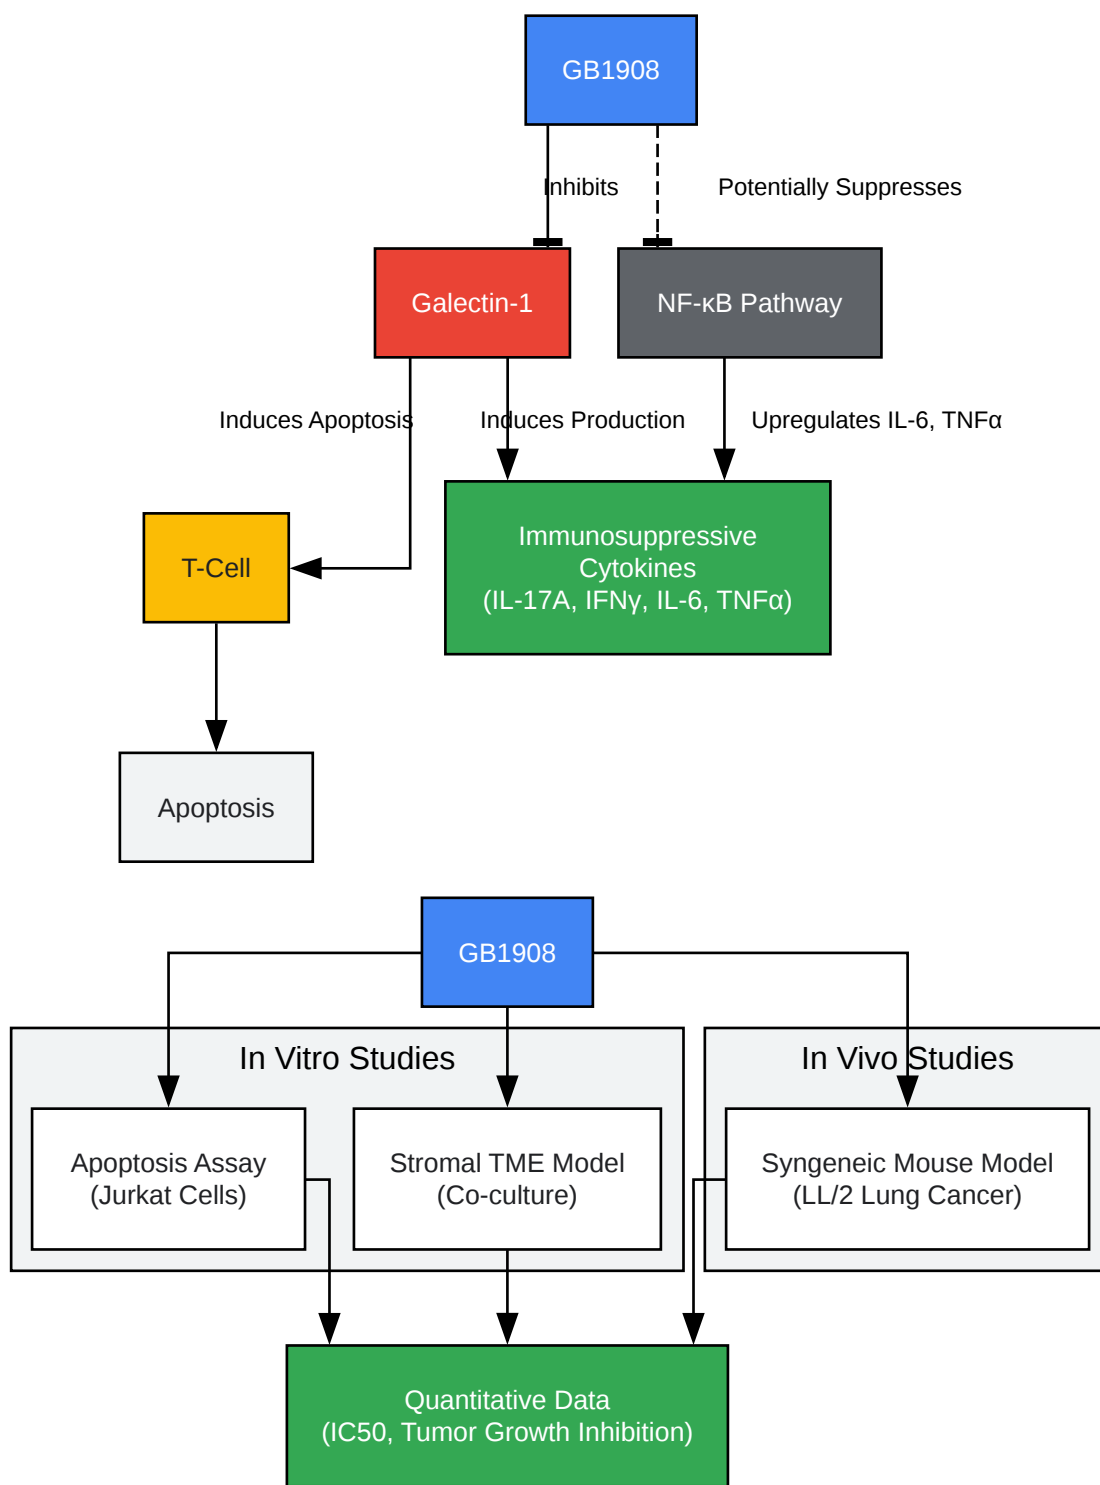 GB1908
Inhibits
Potentially Suppresses
Galectin-1
NF-κB Pathway
Induces Apoptosis
Induces Production
Upregulates IL-6, TNFα
Immunosuppressive
Cytokines
(IL-17A, IFNγ, IL-6, TNFα)
T-Cell
Apoptosis
GB1908
In Vitro Studies
In Vivo Studies
Apoptosis Assay
(Jurkat Cells)
Stromal TME Model
(Co-culture)
Syngeneic Mouse Model
(LL/2 Lung Cancer)
Quantitative Data
(IC50, Tumor Growth Inhibition)